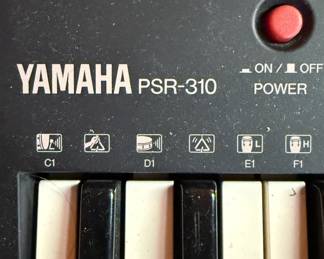 ON / OFF
YAMAHA PSR-310
POWER
C1 D1 E1 F1
L H